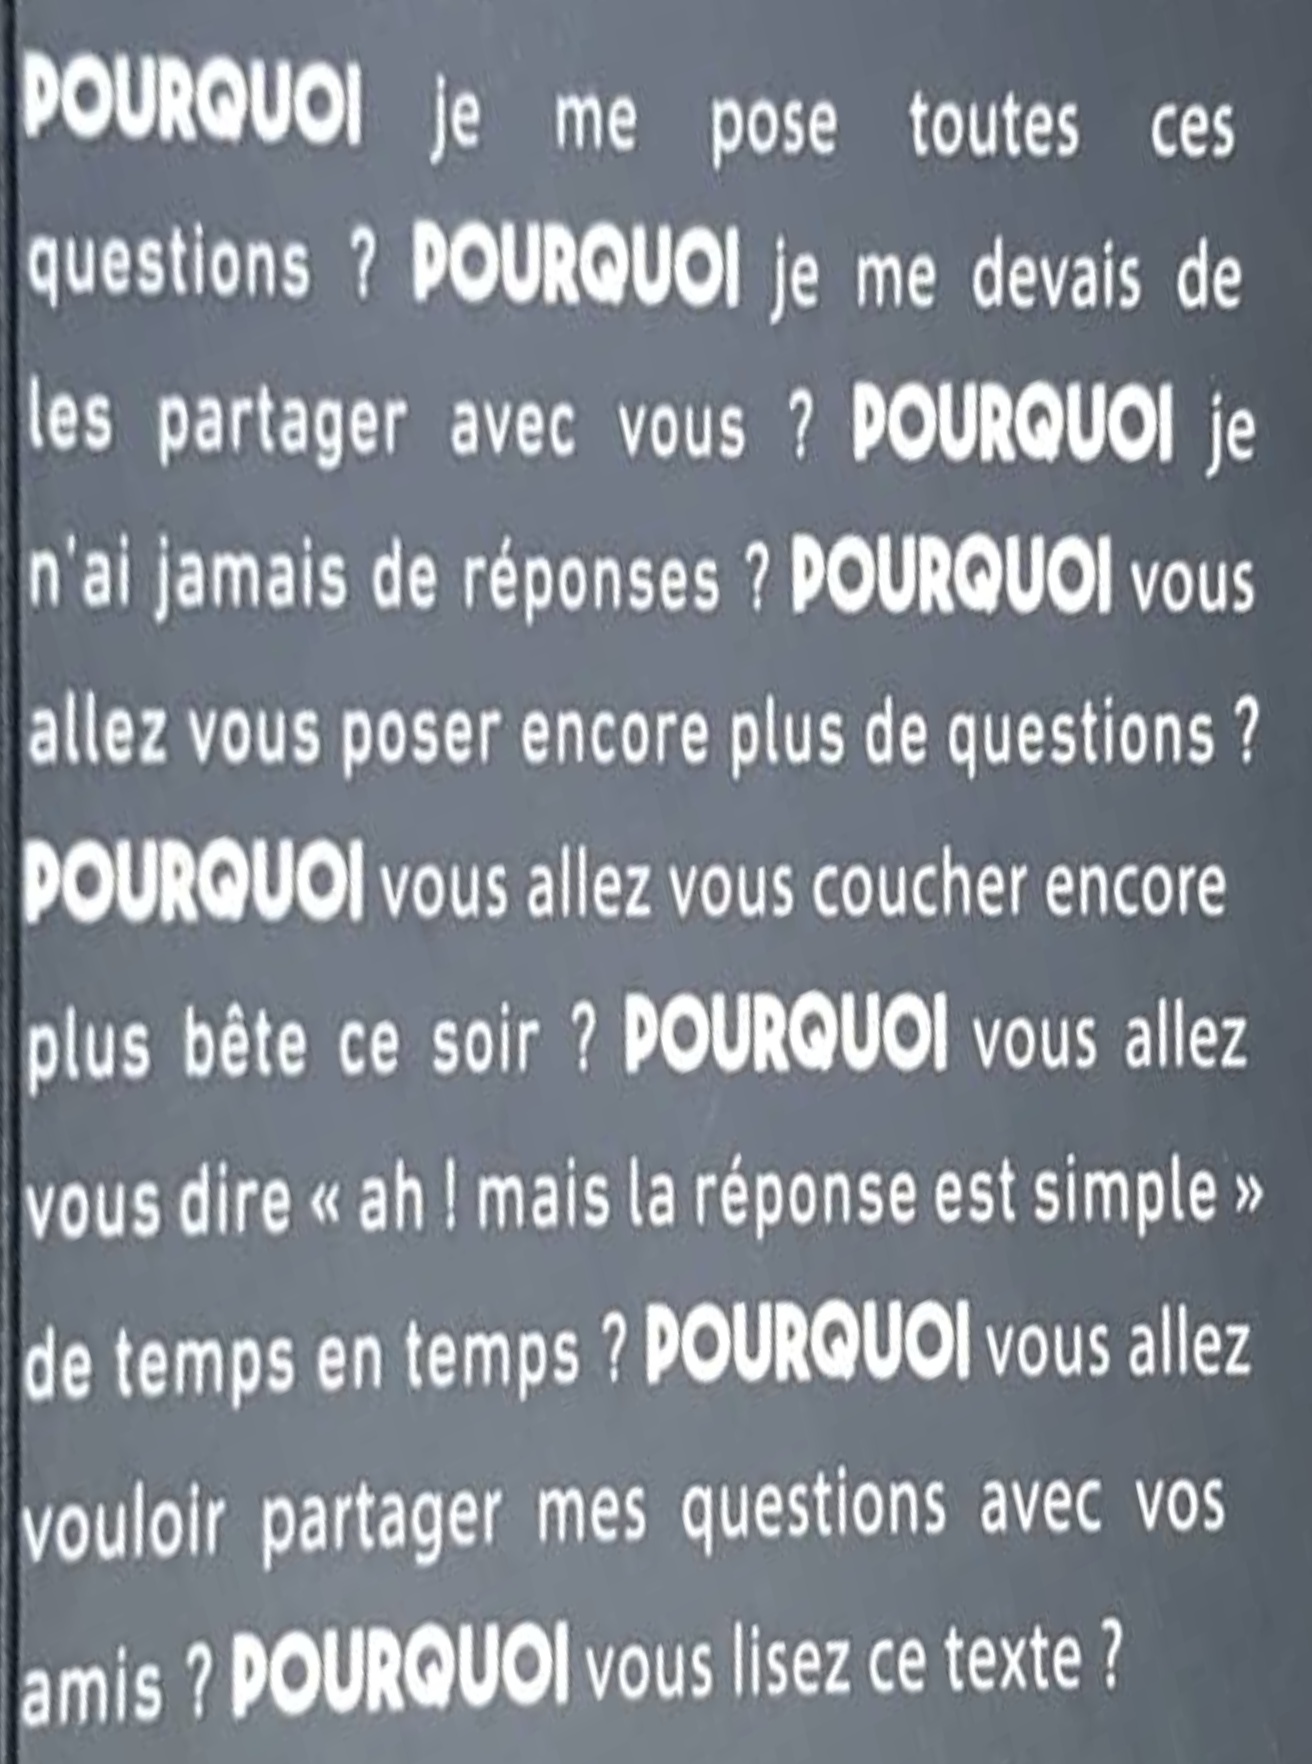 POURQUOI je me pose toutes ces
questions ? POURQUOI je me devais de
les partager avec vous ? POURQUOI je
n'ai jamais de réponses ? POURQUOI vous
allez vous poser encore plus de questions ?
POURQUOI vous allez vous coucher encore
plus bête ce soir ? POURQUOI vous allez
vous dire « ah ! mais la réponse est simple »
de temps en temps ? POURQUOI vous allez
vouloir partager mes questions avec vos
amis ? POURQUOI vous lisez ce texte ?